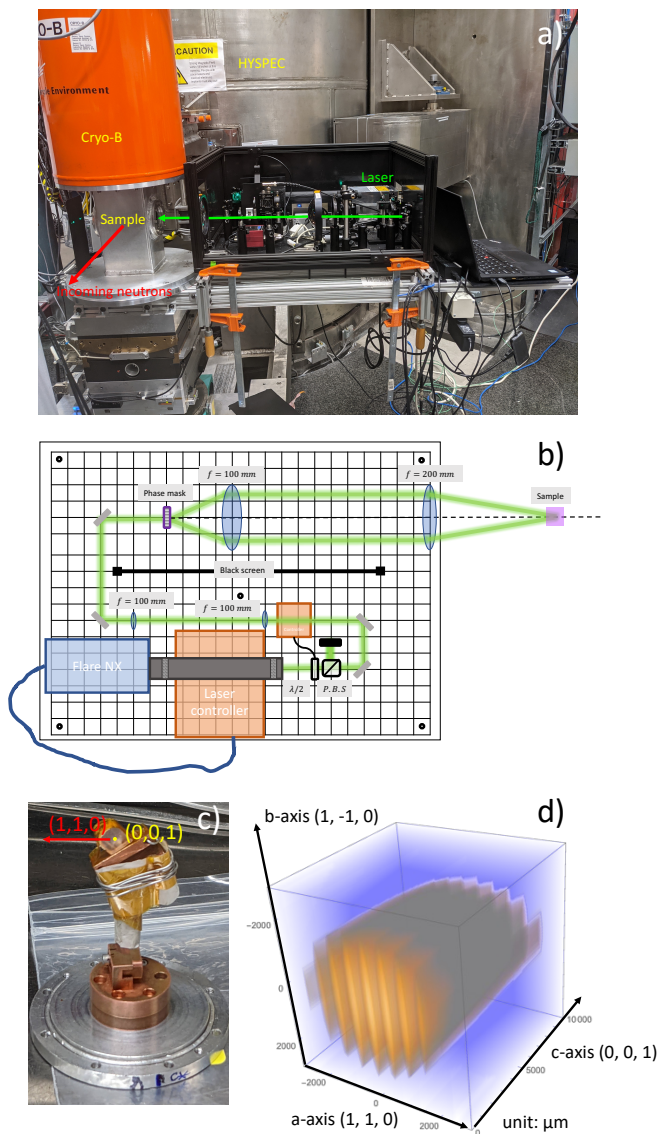 O-B
CRYO-B
CAUTION
a)
HYSPEC
Environment
Cryo-B
Laser
Sample
Incoming neutrons
b)
f = 100 mm
f = 200 mm
Phase mask
Sample
Black screen
f = 100 mm
f = 100 mm
Flare NX
Laser
controller
λ/2
P.B.S
c)
(1,1,0)
(0,0,1)
d)
b-axis (1, -1, 0)
−2000
0
2000
−2000
0
2000
0
5000
10000
c-axis (0, 0, 1)
a-axis (1, 1, 0)
unit: μm